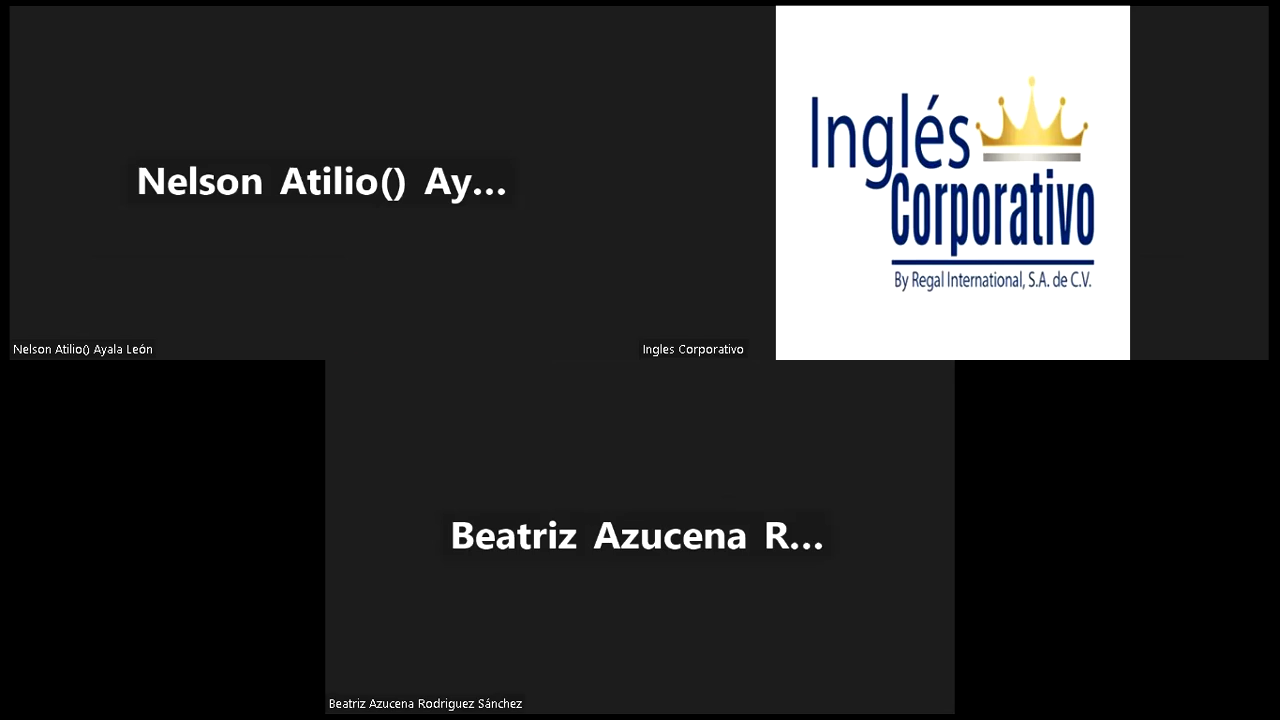 Nelson Atilio() Ay...
Nelson Atilio() Ayala León
Inglés
Corporativo
By Regal International, S.A. de C.V.
Ingles Corporativo
Beatriz Azucena R...
Beatriz Azucena Rodriguez Sánchez